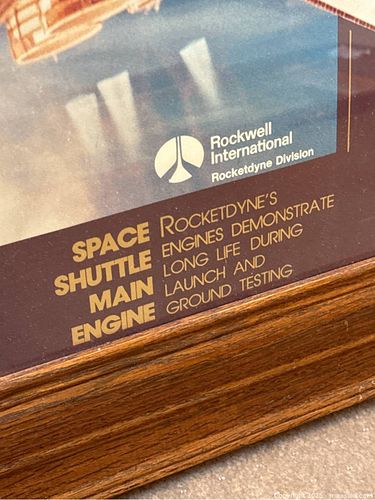 Rockwell
International
Rocketdyne Division
SPACE
SHUTTLE
MAIN
ENGINE
ROCKETDYNE'S
ENGINES DEMONSTRATE
LONG LIFE DURING
LAUNCH AND
GROUND TESTING